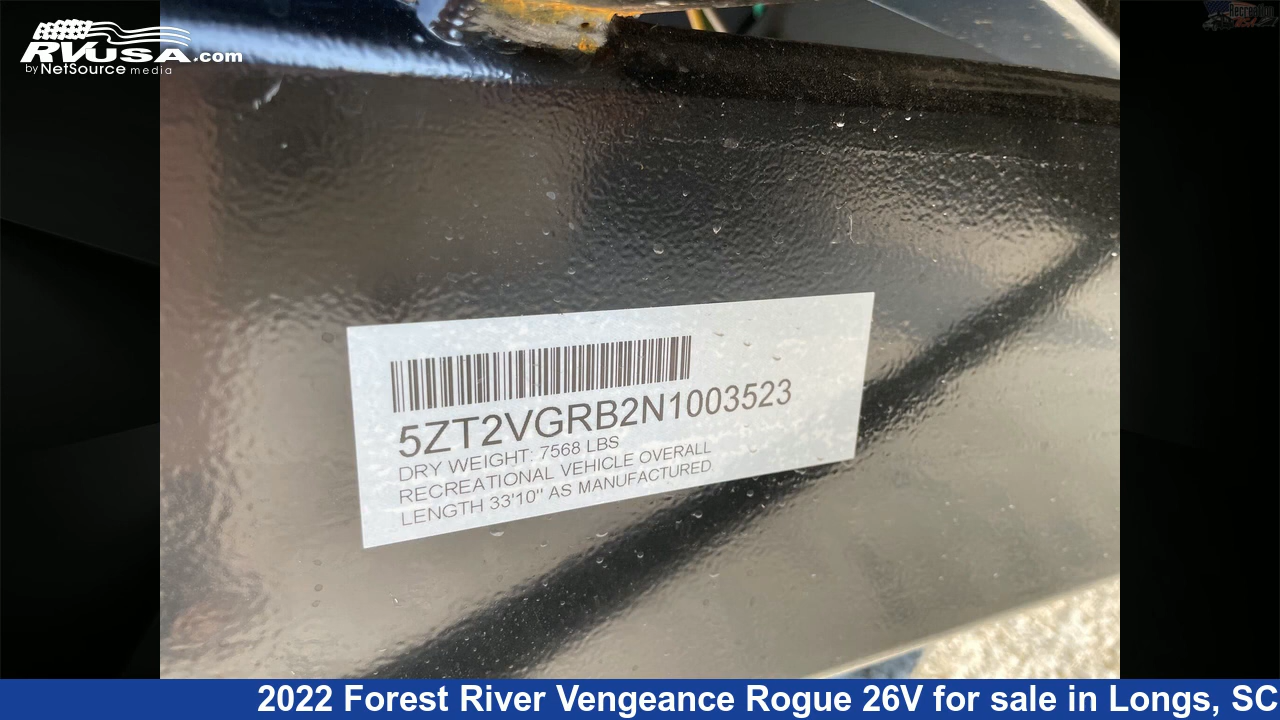 RVUSA.com
by NetSource media
Recreation
5ZT2VGRB2N1003523
DRY WEIGHT: 7568 LBS
RECREATIONAL VEHICLE OVERALL
LENGTH 33'10" AS MANUFACTURED.
2022 Forest River Vengeance Rogue 26V for sale in Longs, SC